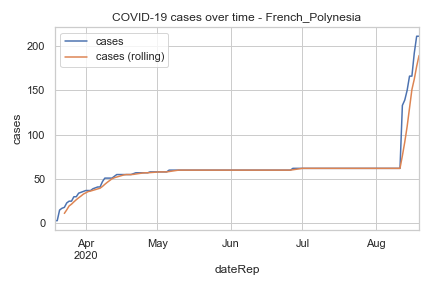 COVID-19 cases over time - French_Polynesia
cases
cases (rolling)
cases
200
150
100
50
0
Apr
2020
May
Jun
Jul
Aug
dateRep